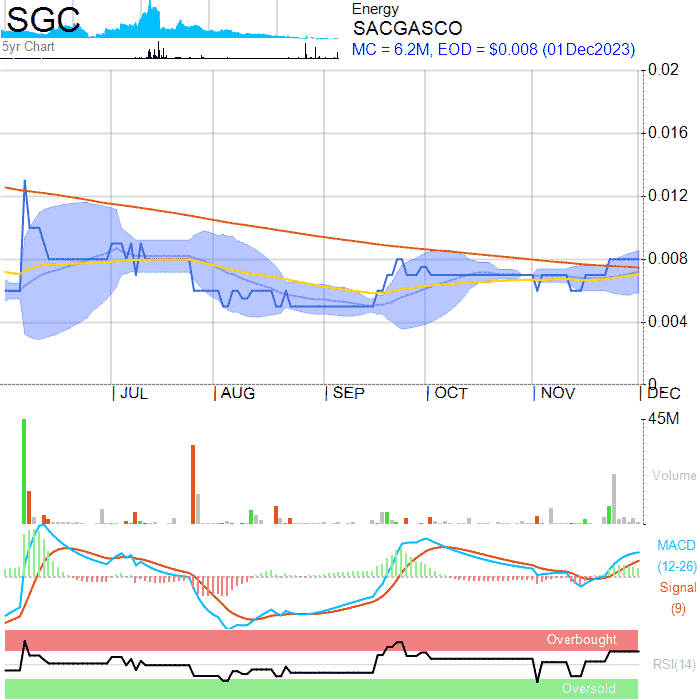 SGC
5yr Chart
Energy
SACGASCO
MC = 6.2M, EOD = $0.008 (01Dec2023)
0.02
0.016
0.012
0.008
0.004
0
JUL
AUG
SEP
OCT
NOV
DEC
45M
Volume
MACD
(12-26)
Signal
(9)
Overbought
RSI(14)
Oversold